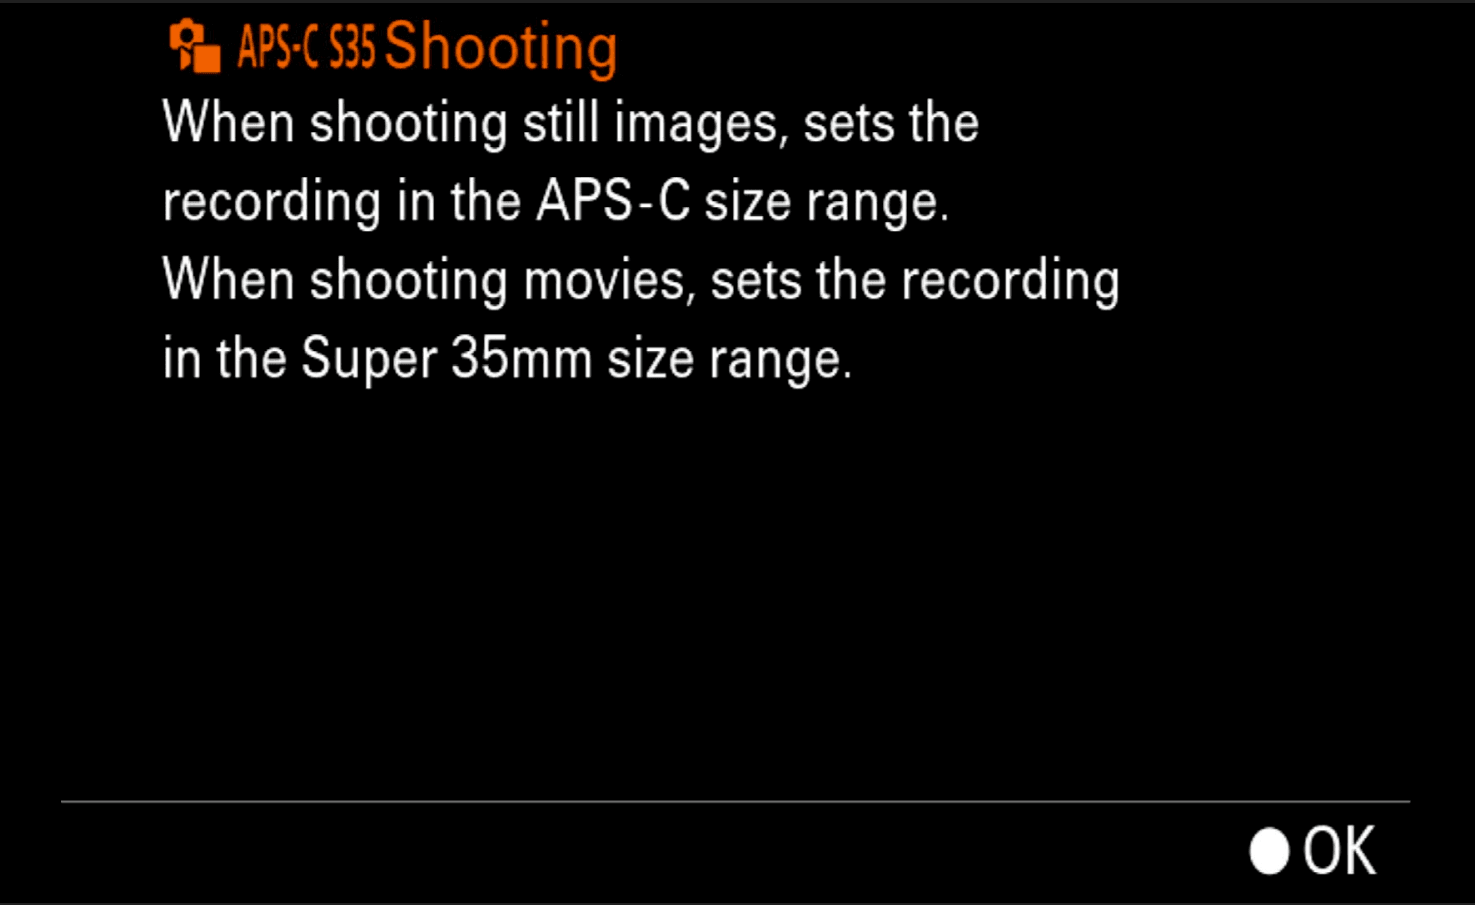 APS-C S35 Shooting
When shooting still images, sets the
recording in the APS-C size range.
When shooting movies, sets the recording
in the Super 35mm size range.
OK